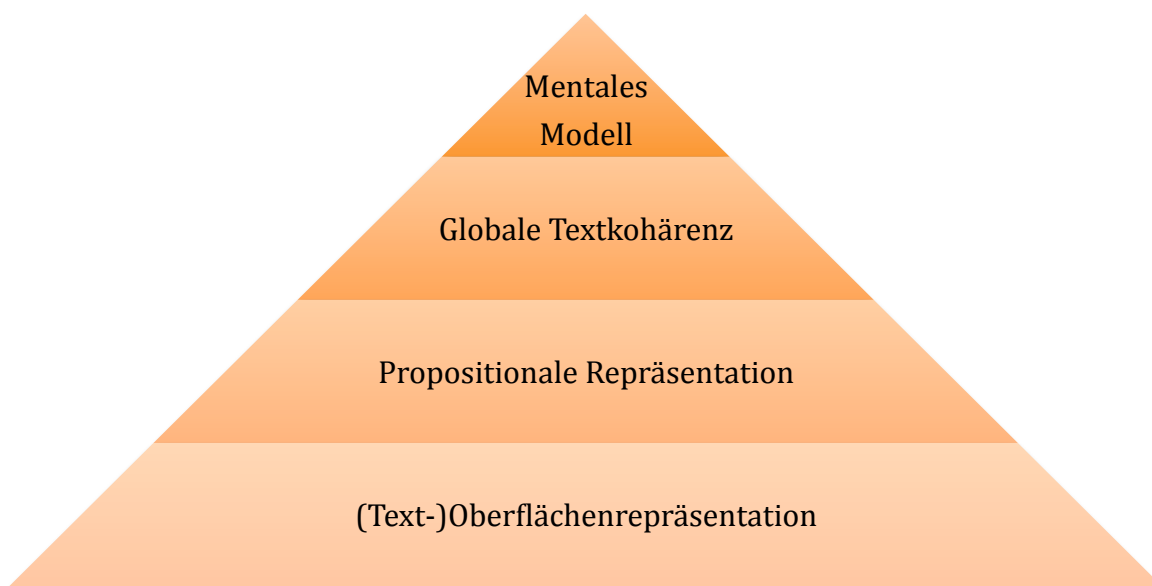 Mentales
Modell
Globale Textkohärenz
Propositionale Repräsentation
(Text-)Oberflächenrepräsentation